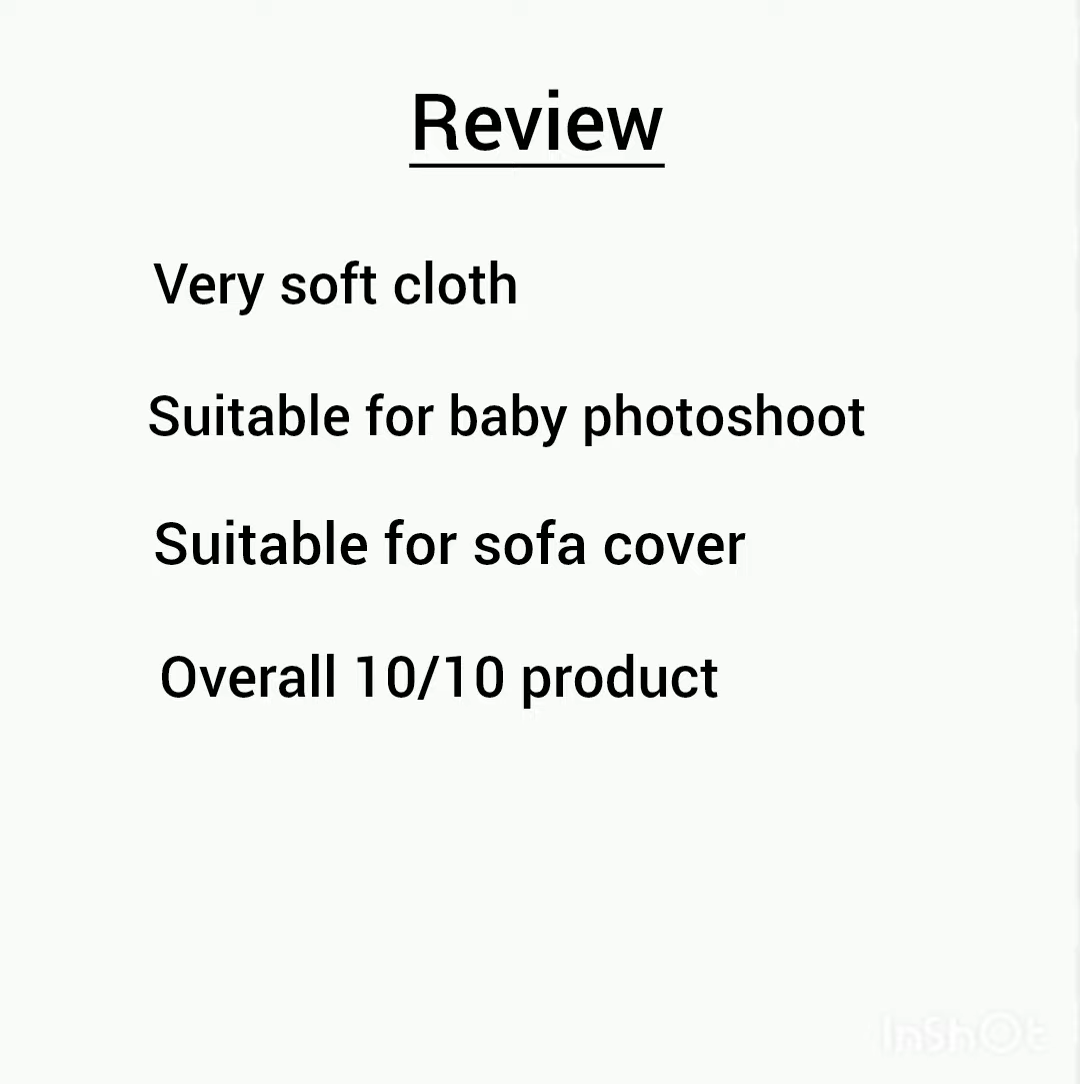 Review
Very soft cloth
Suitable for baby photoshoot
Suitable for sofa cover
Overall 10/10 product
InShOt